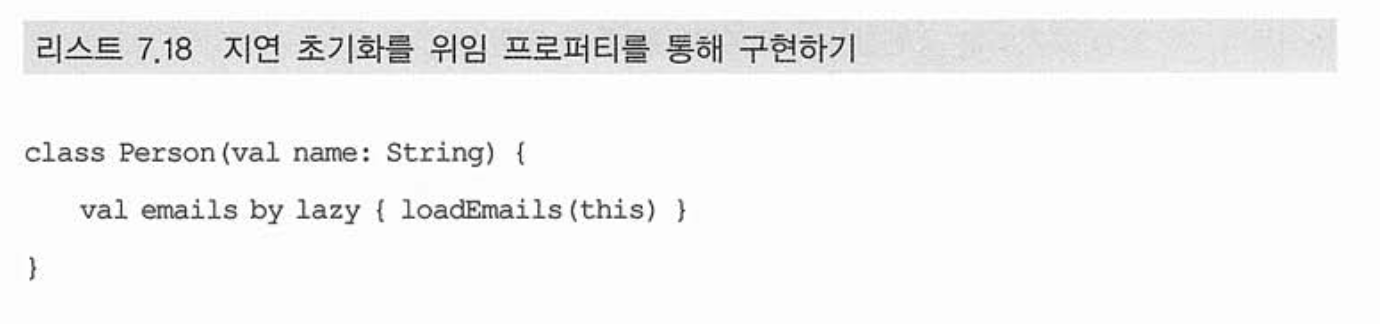 리스트 7.18 지연 초기화를 위임 프로퍼티를 통해 구현하기
class Person(val name: String) {
    val emails by lazy { loadEmails(this) }
}